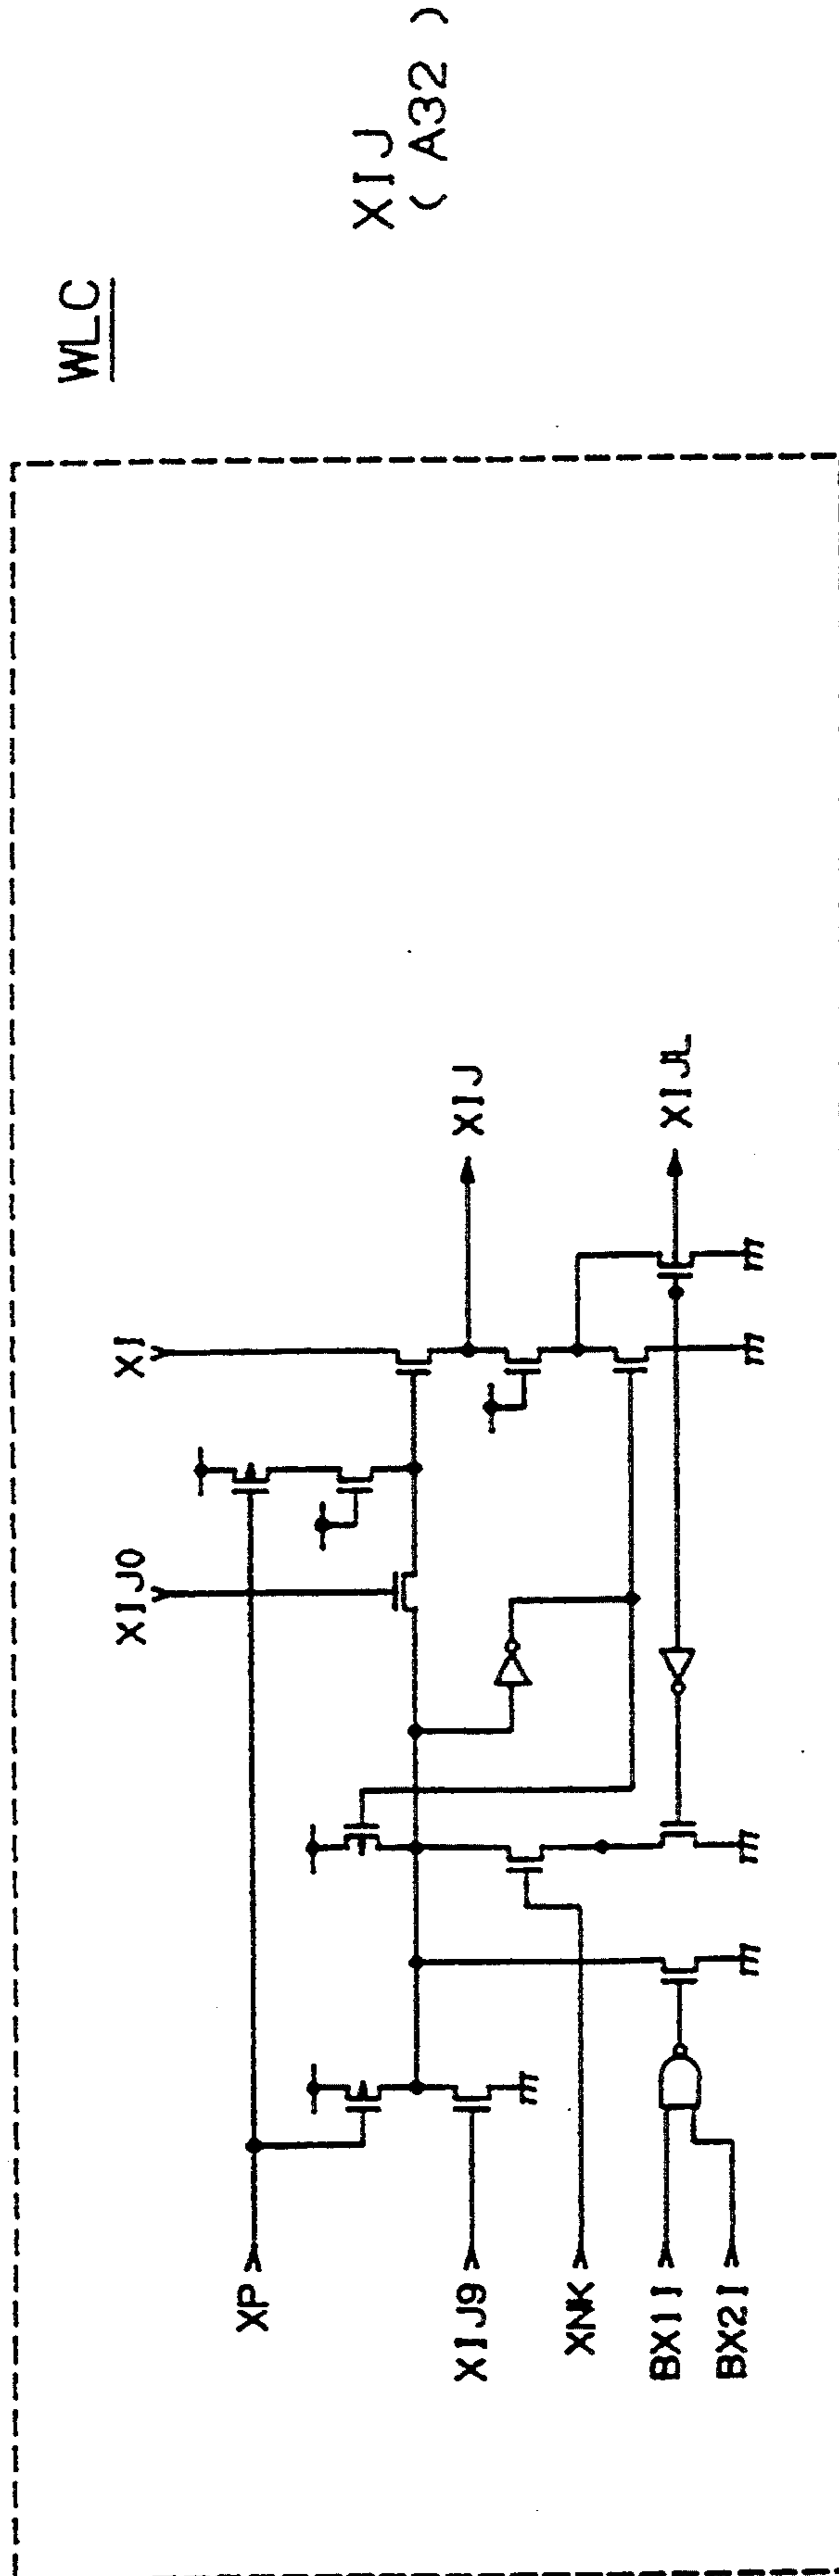 WLC
XIJ
( A32 )
XI
XIJ0
XP
XIJ
XIJ9
XNK
XIJL
BX1I
BX2I